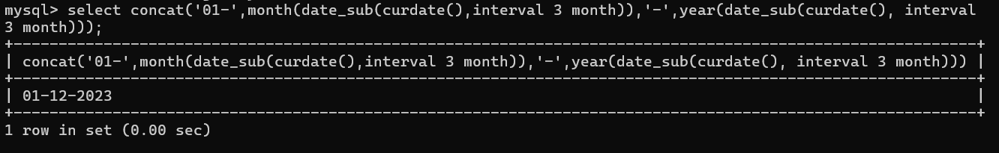 mysql> select concat('01-',month(date_sub(curdate(),interval 3 month)),'-',year(date_sub(curdate(), interval
3 month)));
+----------------------------------------------------------------------------------------------------------+
| concat('01-',month(date_sub(curdate(),interval 3 month)),'-',year(date_sub(curdate(), interval 3 month))) |
+----------------------------------------------------------------------------------------------------------+
| 01-12-2023 |
+----------------------------------------------------------------------------------------------------------+
1 row in set (0.00 sec)